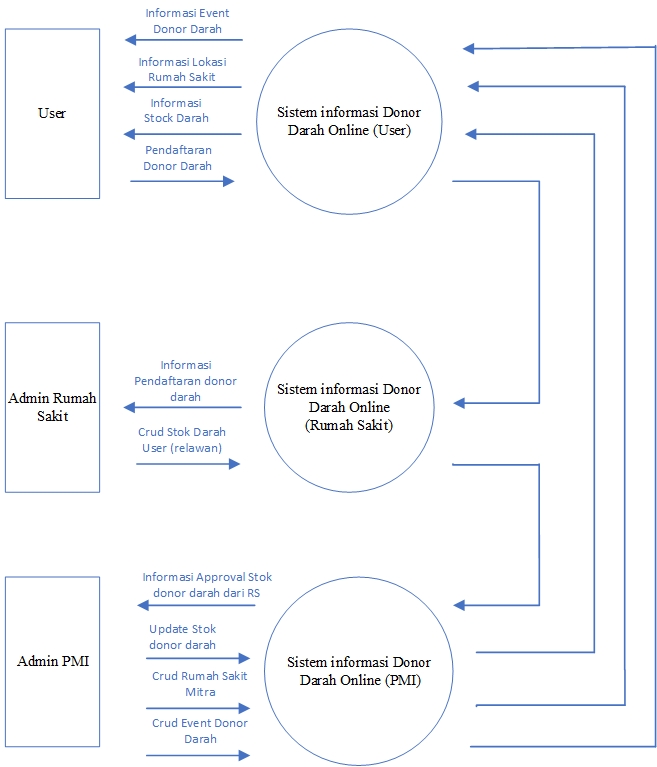 Informasi Event
Donor Darah
Informasi Lokasi
Rumah Sakit
Informasi
Stock Darah
Pendaftaran
Donor Darah
User
Sistem informasi Donor
Darah Online (User)
Informasi
Pendaftaran donor
darah
Crud Stok Darah
User (relawan)
Admin Rumah
Sakit
Sistem informasi Donor
Darah Online
(Rumah Sakit)
Informasi Approval Stok
donor darah dari RS
Update Stok
donor darah
Crud Rumah Sakit
Mitra
Crud Event Donor
Darah
Admin PMI
Sistem informasi Donor
Darah Online (PMI)